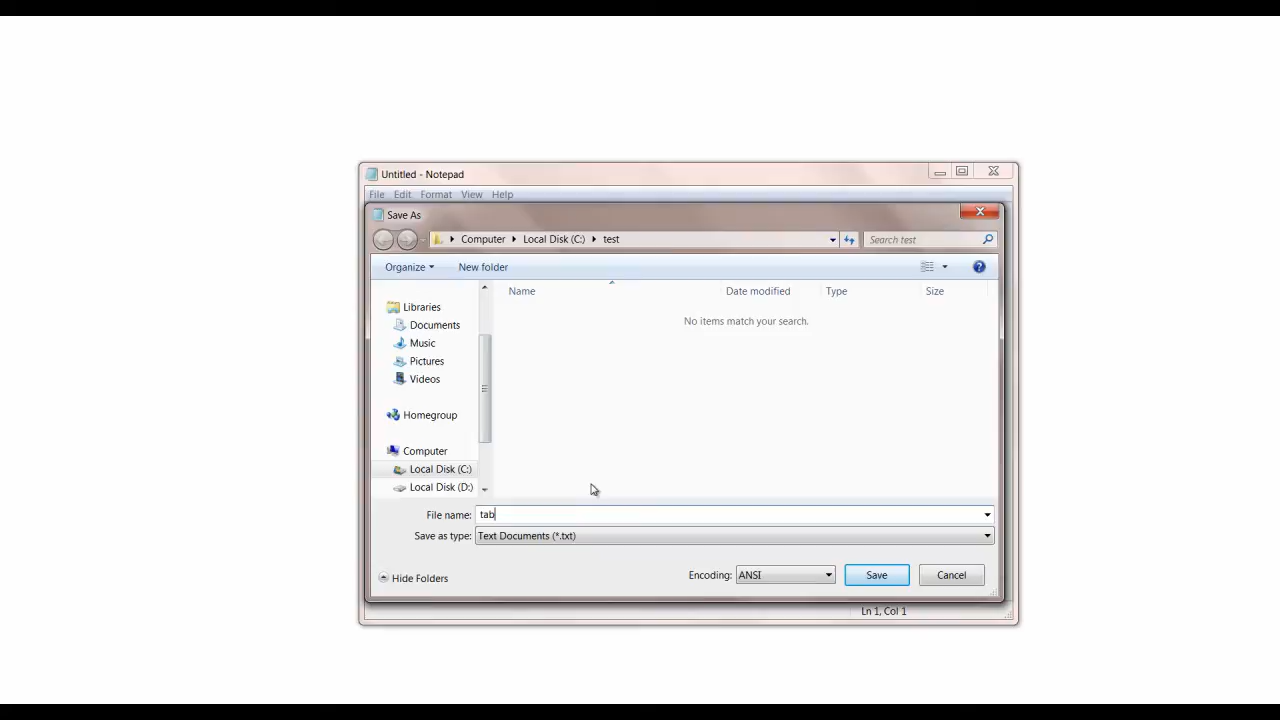 Untitled - Notepad
File Edit Format View Help
Save As
Computer Local Disk (C:) test
Search test
Organize New folder
Name Date modified Type Size
No items match your search.
Libraries
Documents
Music
Pictures
Videos
Homegroup
Computer
Local Disk (C:)
Local Disk (D:)
File name: tab
Save as type: Text Documents (*.txt)
Hide Folders Encoding: ANSI Save Cancel
Ln 1, Col 1